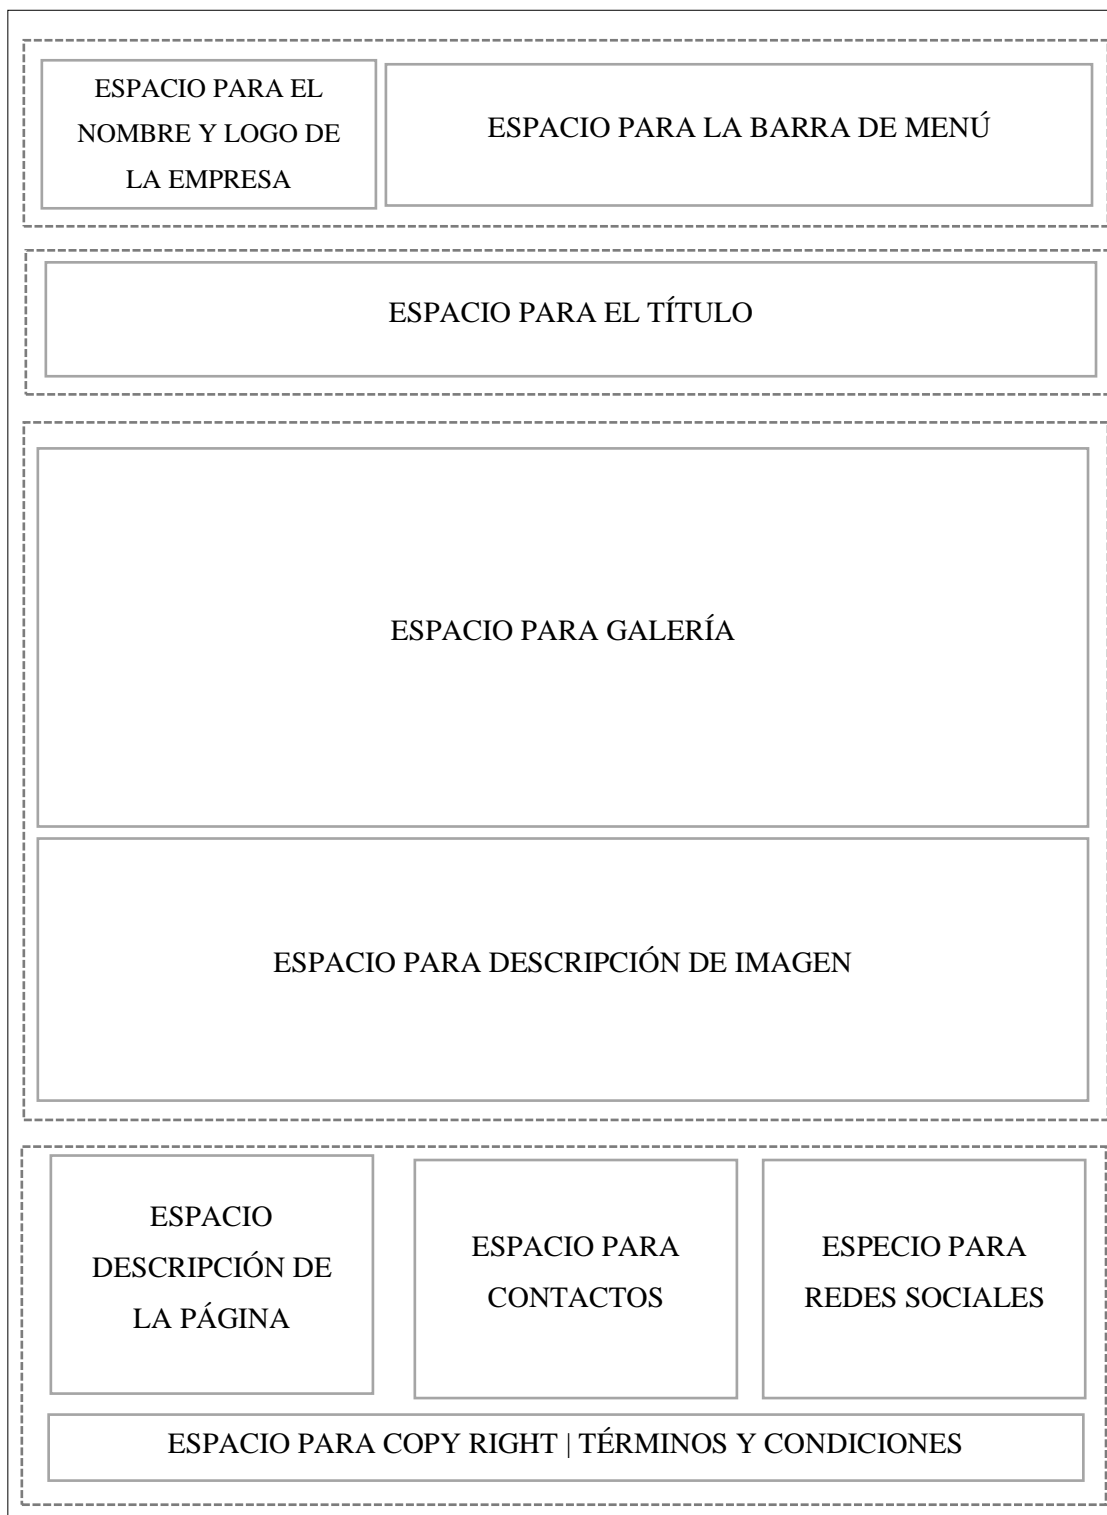 ESPACIO PARA EL
NOMBRE Y LOGO DE
LA EMPRESA
ESPACIO PARA LA BARRA DE MENÚ
ESPACIO PARA EL TÍTULO
ESPACIO PARA GALERÍA
ESPACIO PARA DESCRIPCIÓN DE IMAGEN
ESPACIO
DESCRIPCIÓN DE
LA PÁGINA
ESPACIO PARA
CONTACTOS
ESPECIO PARA
REDES SOCIALES
ESPACIO PARA COPY RIGHT | TÉRMINOS Y CONDICIONES